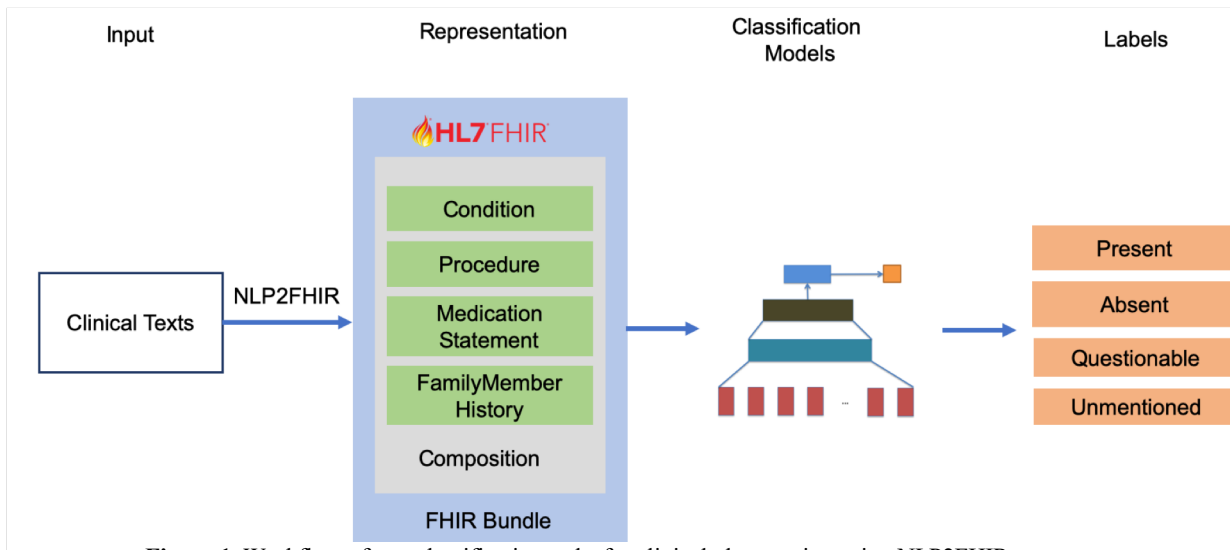 Input
Representation
Classification
Models
Labels
HL7 FHIR
Condition
Procedure
Medication
Statement
FamilyMember
History
Composition
FHIR Bundle
Clinical Texts
NLP2FHIR
...
Present
Absent
Questionable
Unmentioned